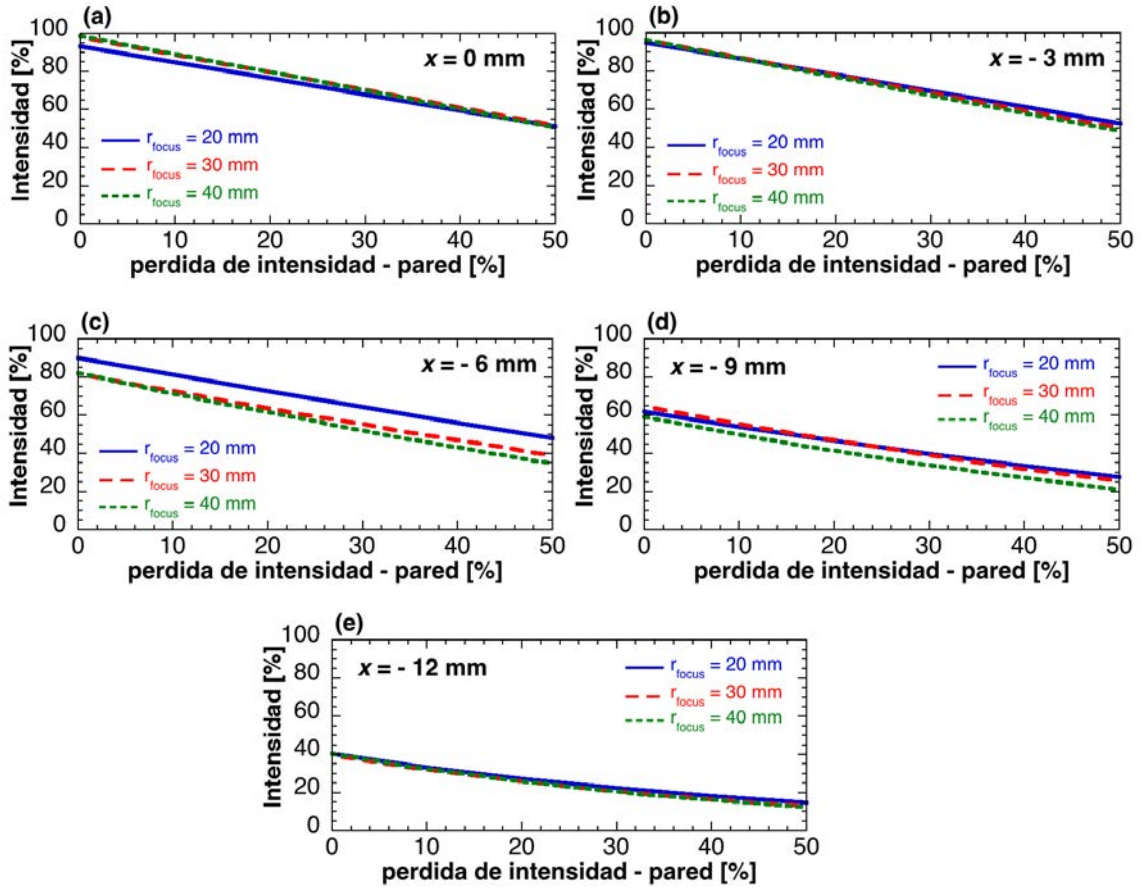 (a)
Intensidad [%]
100
80
60
40
20
0
x = 0 mm
r_focus = 20 mm
r_focus = 30 mm
r_focus = 40 mm
0 10 20 30 40 50
perdida de intensidad - pared [%]
(b)
Intensidad [%]
100
80
60
40
20
0
x = - 3 mm
r_focus = 20 mm
r_focus = 30 mm
r_focus = 40 mm
0 10 20 30 40 50
perdida de intensidad - pared [%]
(c)
Intensidad [%]
100
80
60
40
20
0
x = - 6 mm
r_focus = 20 mm
r_focus = 30 mm
r_focus = 40 mm
0 10 20 30 40 50
perdida de intensidad - pared [%]
(d)
Intensidad [%]
100
80
60
40
20
0
x = - 9 mm
r_focus = 20 mm
r_focus = 30 mm
r_focus = 40 mm
0 10 20 30 40 50
perdida de intensidad - pared [%]
(e)
Intensidad [%]
100
80
60
40
20
0
x = - 12 mm
r_focus = 20 mm
r_focus = 30 mm
r_focus = 40 mm
0 10 20 30 40 50
perdida de intensidad - pared [%]